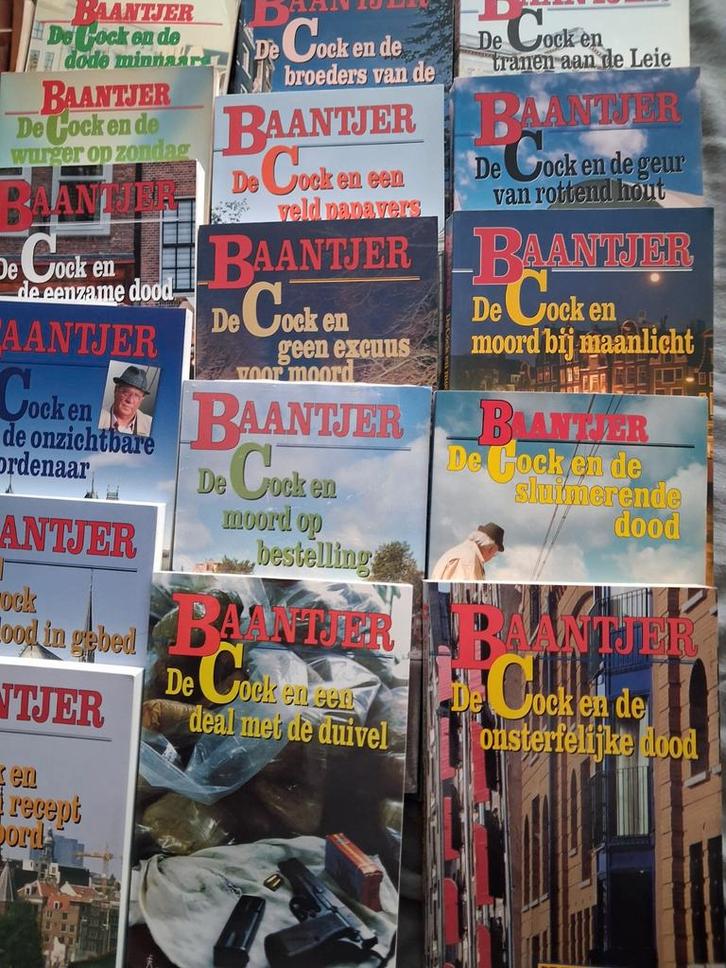 BAANTJER
De Cock en de
dode minnaars
BAANTJER
De Cock en de
broeders van de
BAANTJER
De Cock en
tranen aan de Leie
BAANTJER
De Cock en de
wurger op zondag
BAANTJER
De Cock en een
veld papavers
BAANTJER
De Cock en de geur
van rottend hout
BAANTJER
De Cock en
de eenzame dood
BAANTJER
De Cock en
geen excuus
voor moord
BAANTJER
De Cock en
moord bij maanlicht
AANTJER
Cock en
de onzichtbare
ordenaar
BAANTJER
De Cock en
moord op
bestelling
BAANTJER
De Cock en de
sluimerende
dood
ANTJER
ock
dood in gebed
BAANTJER
De Cock en een
deal met de duivel
BAANTJER
De Cock en de
onsterfelijke dood
NTJER
en
recept
oord